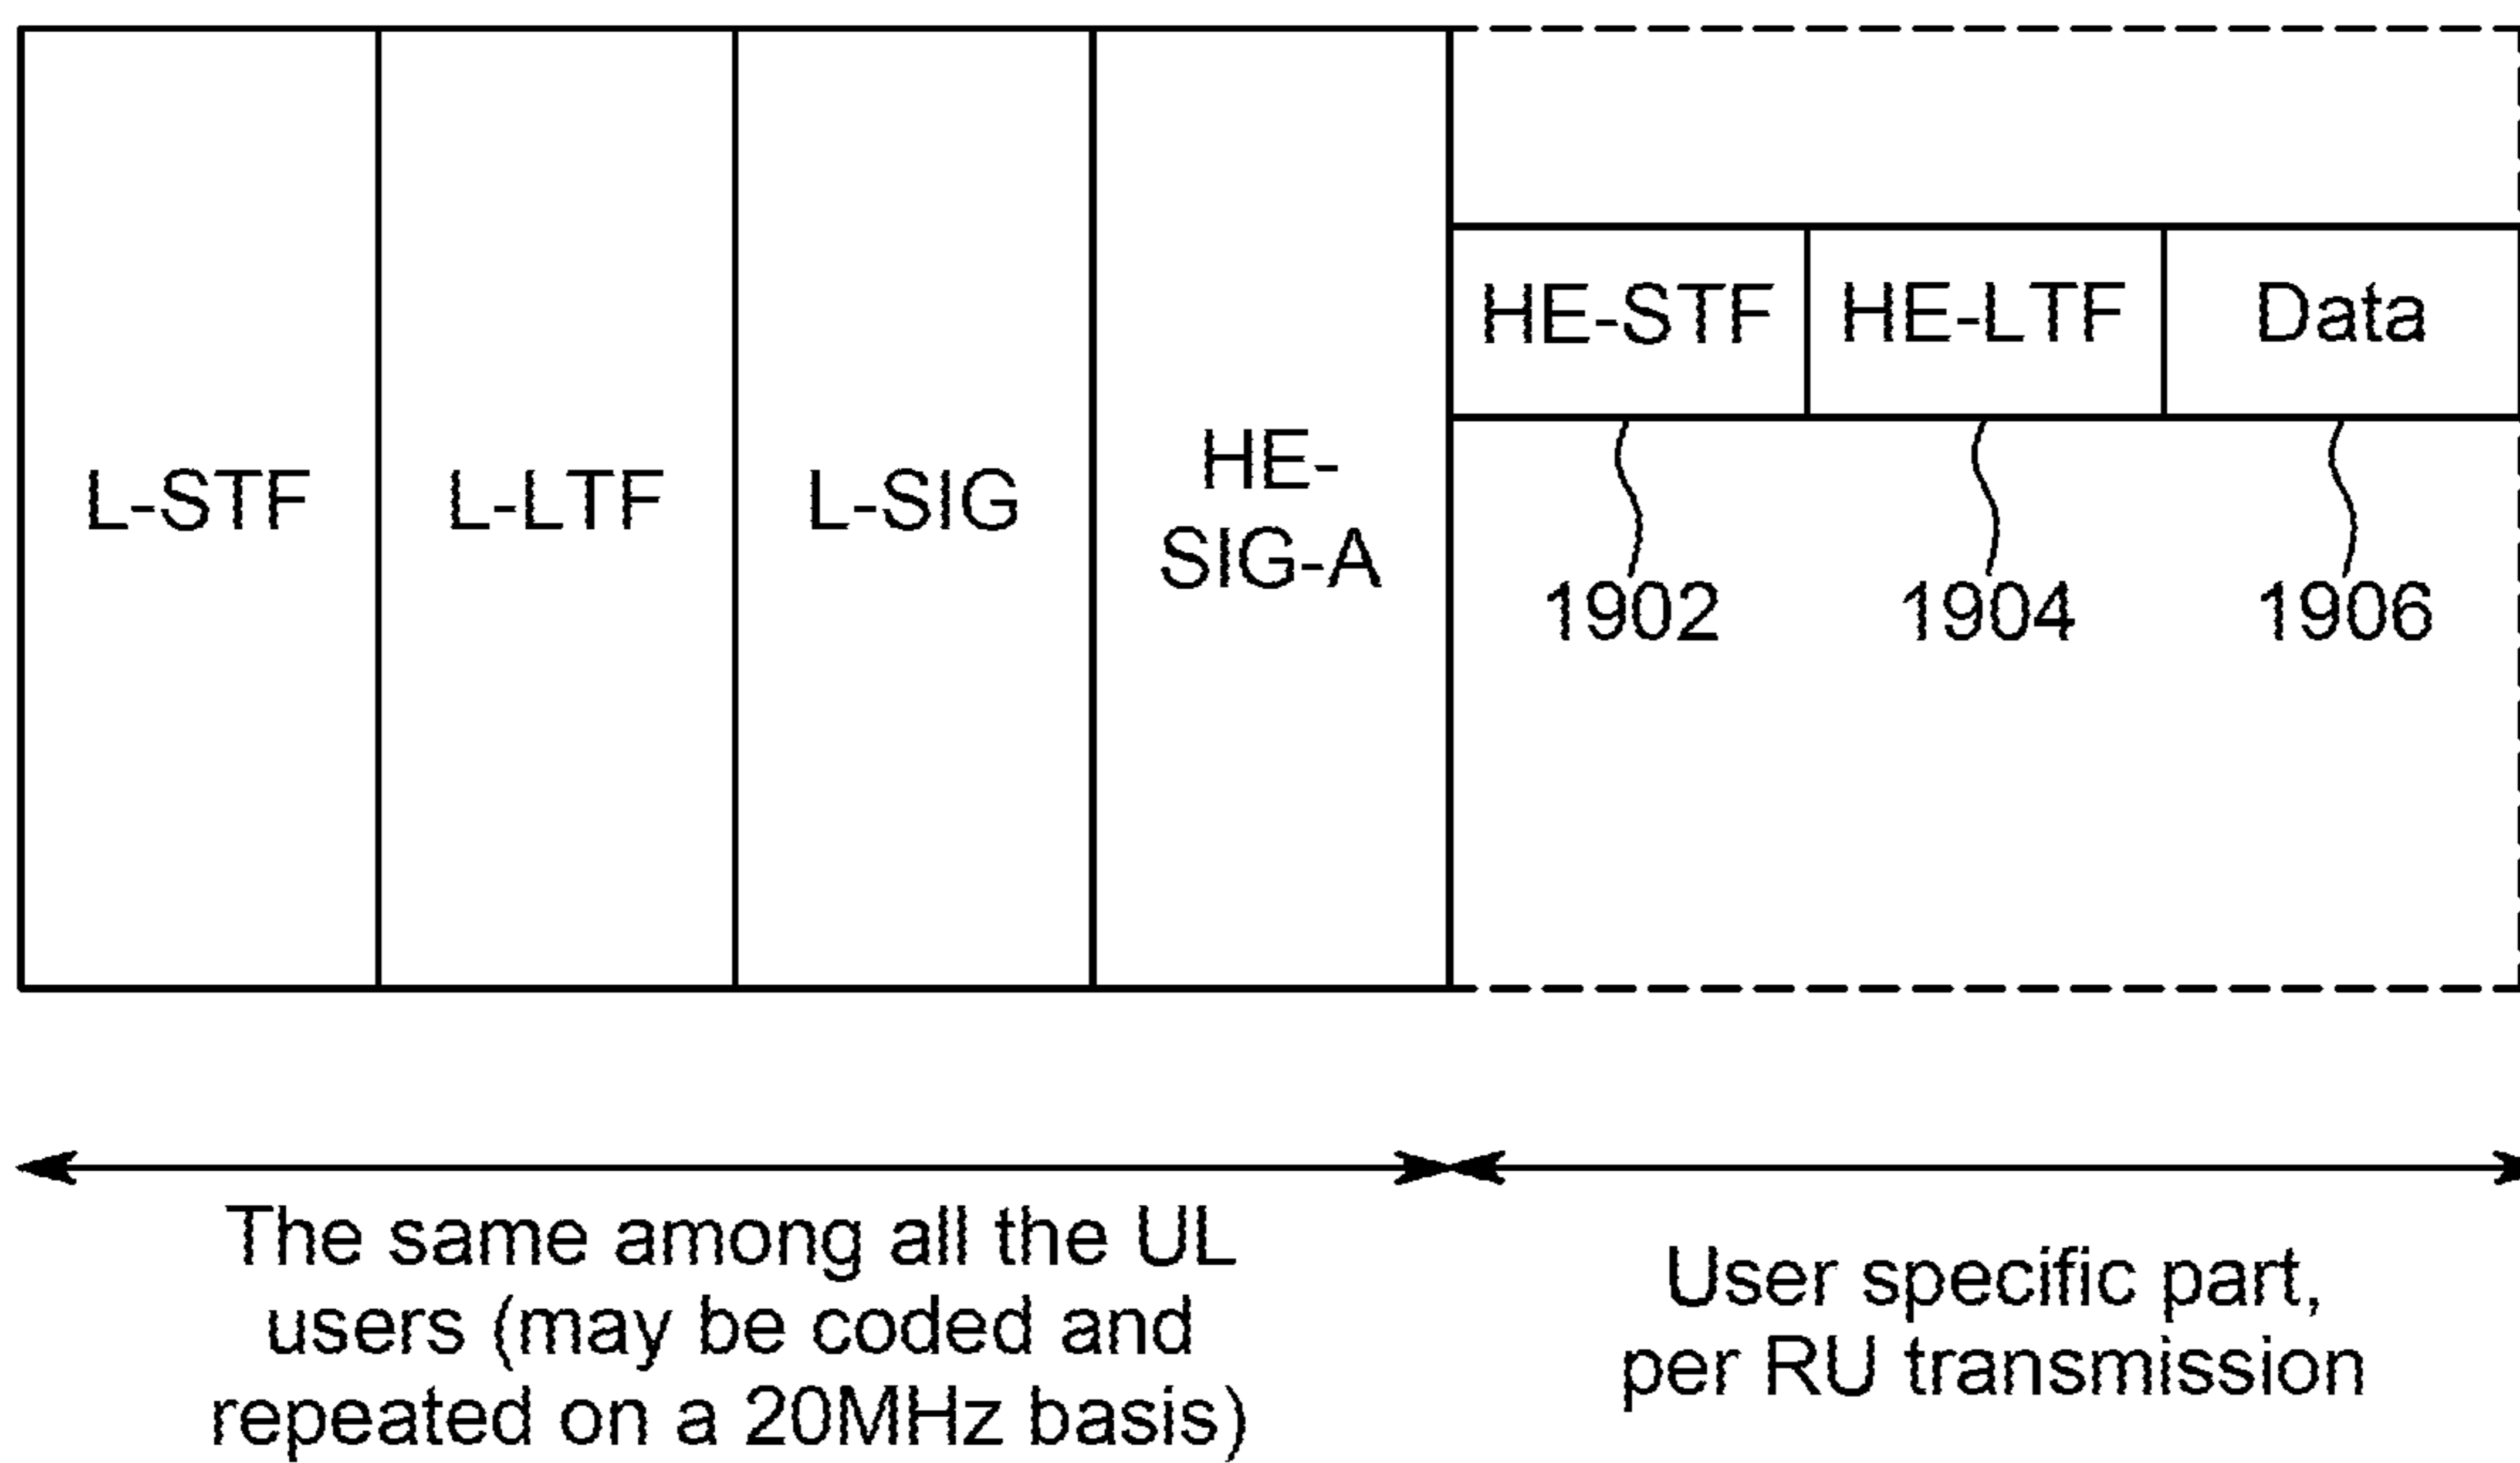 L-STF
L-LTF
L-SIG
HE-
SIG-A
HE-STF
HE-LTF
Data
1902
1904
1906
The same among all the UL
users (may be coded and
repeated on a 20MHz basis)
User specific part,
per RU transmission